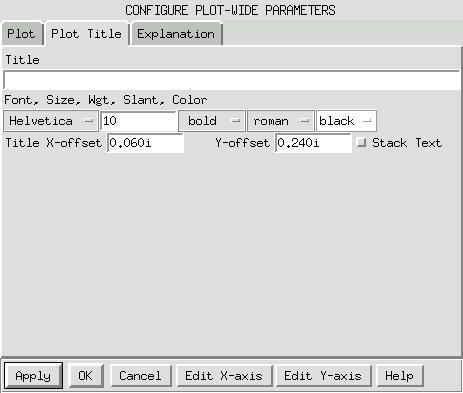 CONFIGURE PLOT-WIDE PARAMETERS
Plot Plot Title Explanation
Title
Font, Size, Wgt, Slant, Color
Helvetica 10 bold roman black
Title X-offset 0.060i Y-offset 0.240i Stack Text
Apply OK Cancel Edit X-axis Edit Y-axis Help